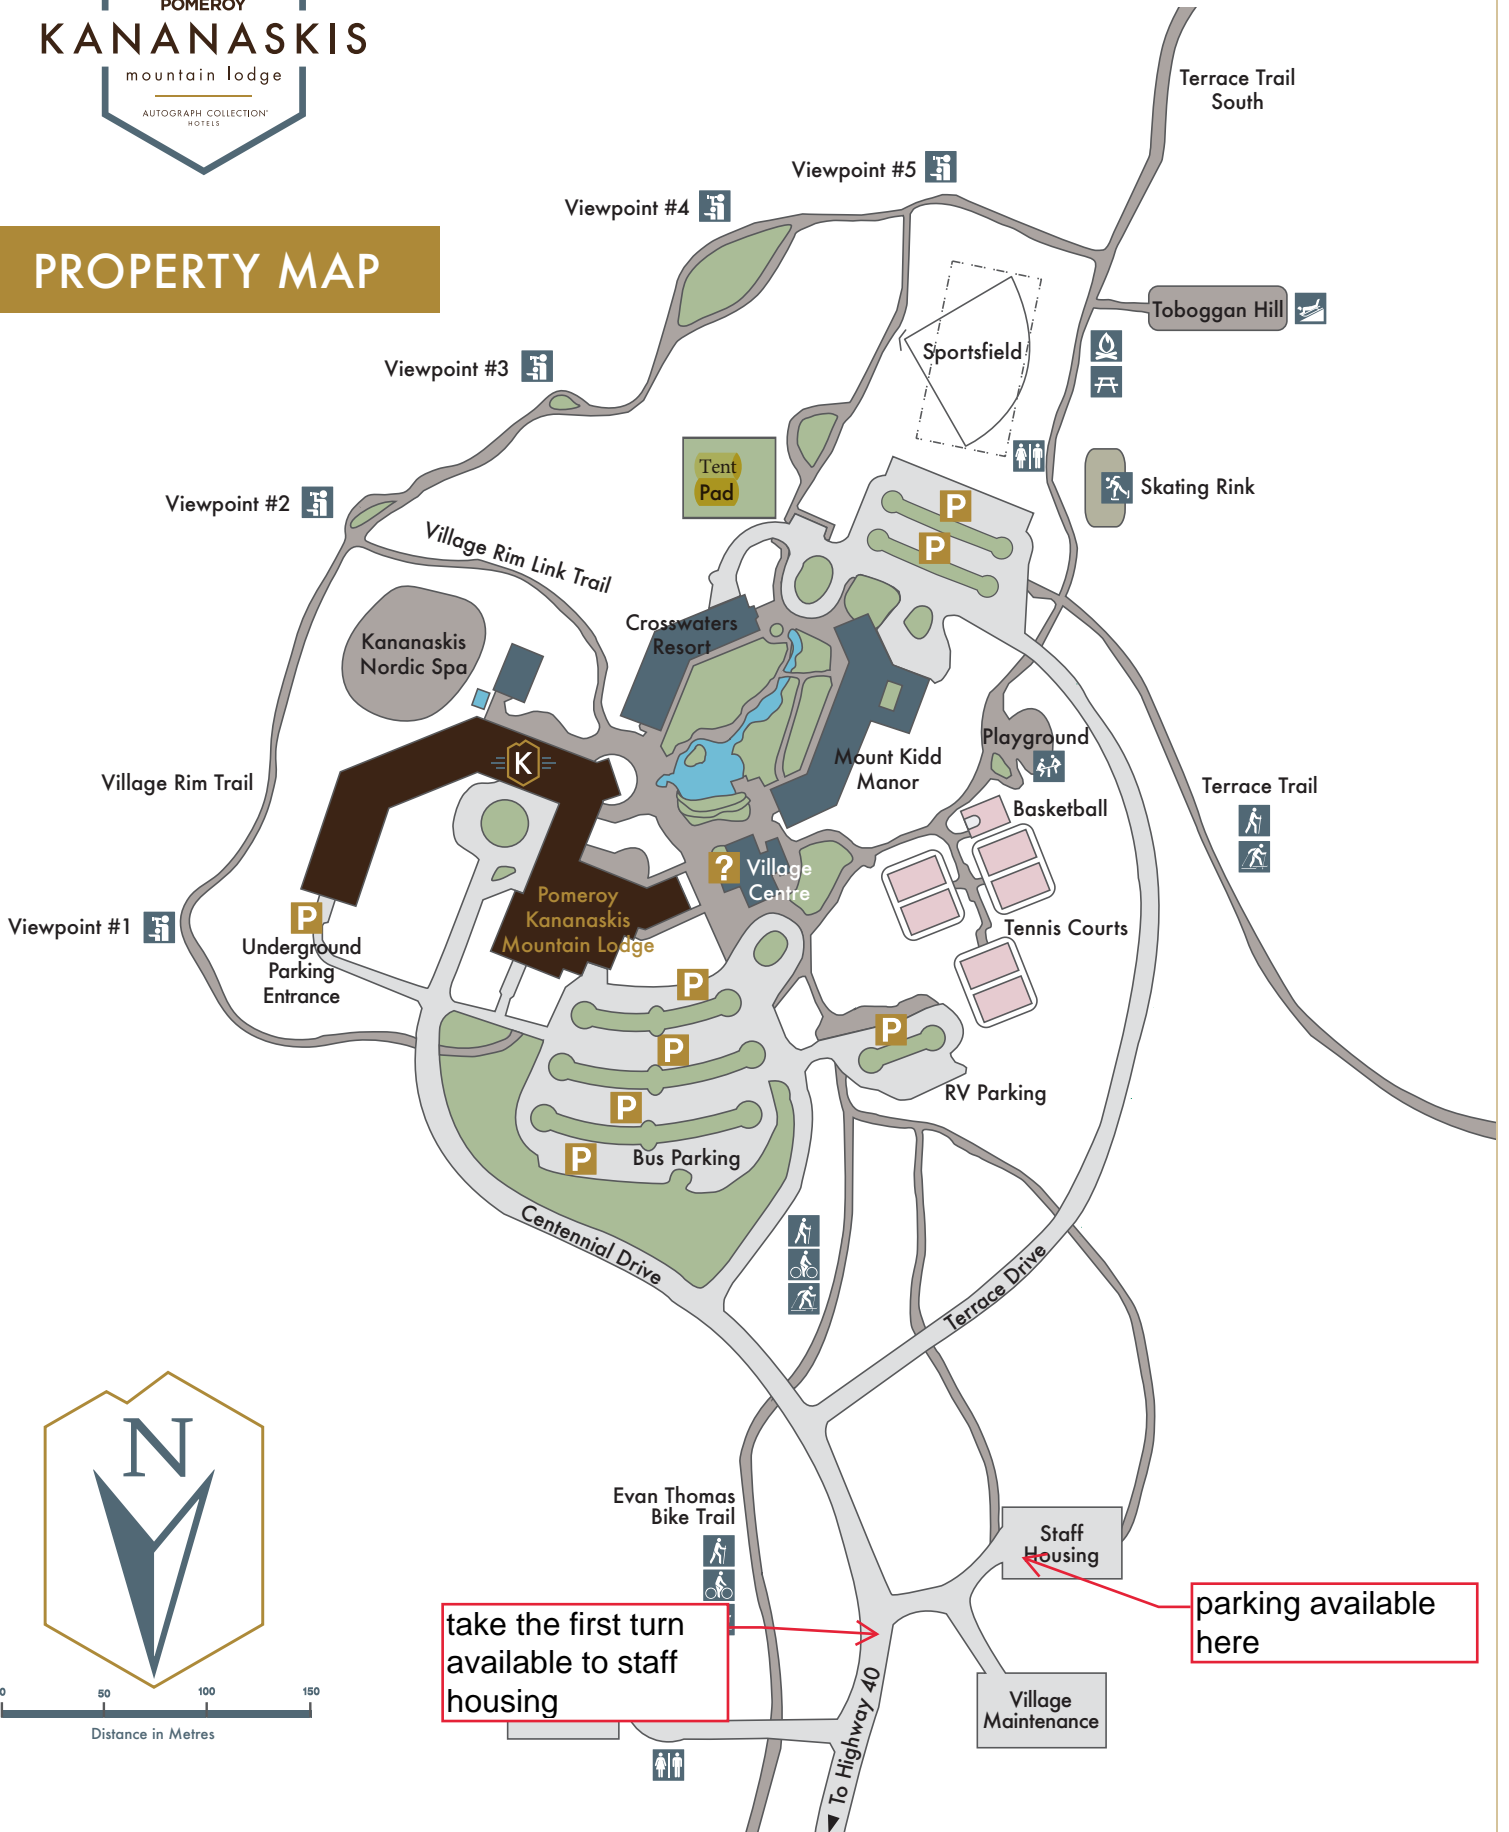 POMEROY
KANANASKIS
mountain lodge
AUTOGRAPH COLLECTION®
HOTELS
PROPERTY MAP
Terrace Trail
South
Viewpoint #5
Viewpoint #4
Toboggan Hill
Sportsfield
Viewpoint #3
Tent
Pad
Skating Rink
Viewpoint #2
P
P
Village Rim Link Trail
Crosswaters
Resort
Kananaskis
Nordic Spa
Playground
K
Mount Kidd
Manor
Village Rim Trail
Terrace Trail
Basketball
?
Village
Centre
Pomeroy
Kananaskis
Mountain Lodge
P
Viewpoint #1
Underground
Parking
Entrance
Tennis Courts
P
P
P
RV Parking
P
P
Bus Parking
Centennial Drive
Terrace Drive
N
Evan Thomas
Bike Trail
Staff
Housing
parking available
here
take the first turn
available to staff
housing
To Highway 40
Village
Maintenance
0 50 100 150
Distance in Metres